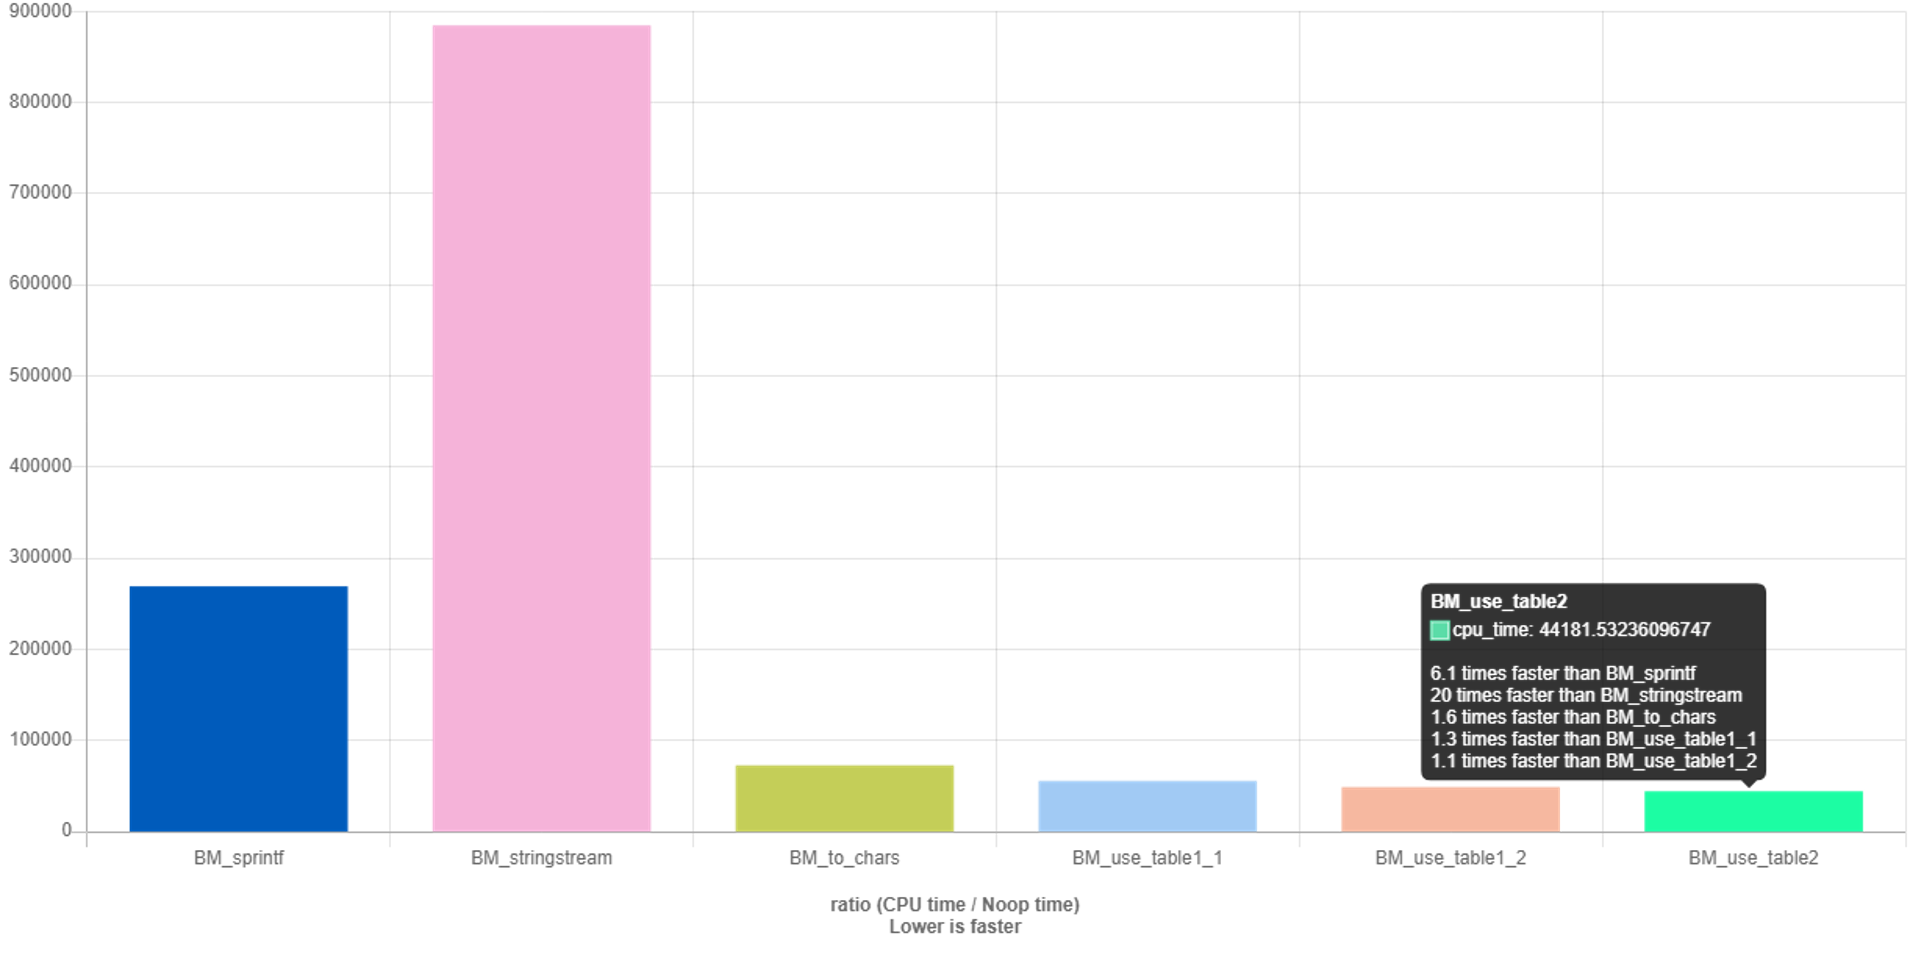 900000
800000
700000
600000
500000
400000
300000
200000
100000
0
BM_use_table2
cpu_time: 44181.53236096747
6.1 times faster than BM_sprintf
20 times faster than BM_stringstream
1.6 times faster than BM_to_chars
1.3 times faster than BM_use_table1_1
1.1 times faster than BM_use_table1_2
BM_sprintf
BM_stringstream
BM_to_chars
BM_use_table1_1
BM_use_table1_2
BM_use_table2
ratio (CPU time / Noop time)
Lower is faster